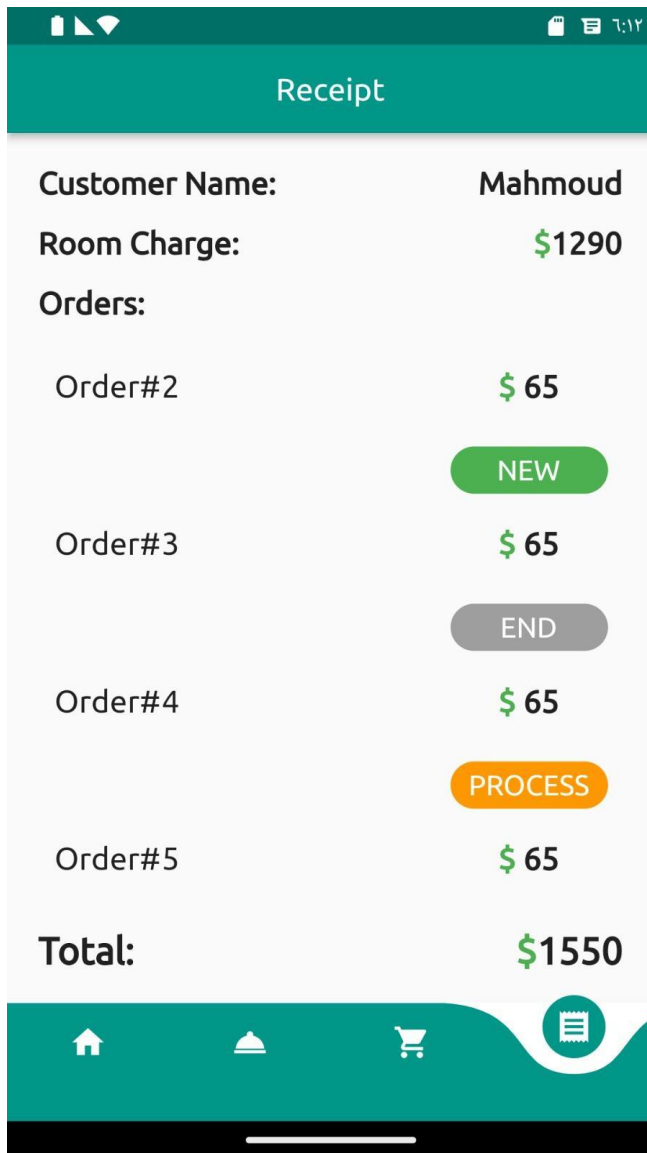 ٦:١٢
Receipt
Customer Name: Mahmoud
Room Charge: $1290
Orders:
Order#2 $ 65
NEW
Order#3 $ 65
END
Order#4 $ 65
PROCESS
Order#5 $ 65
Total: $1550